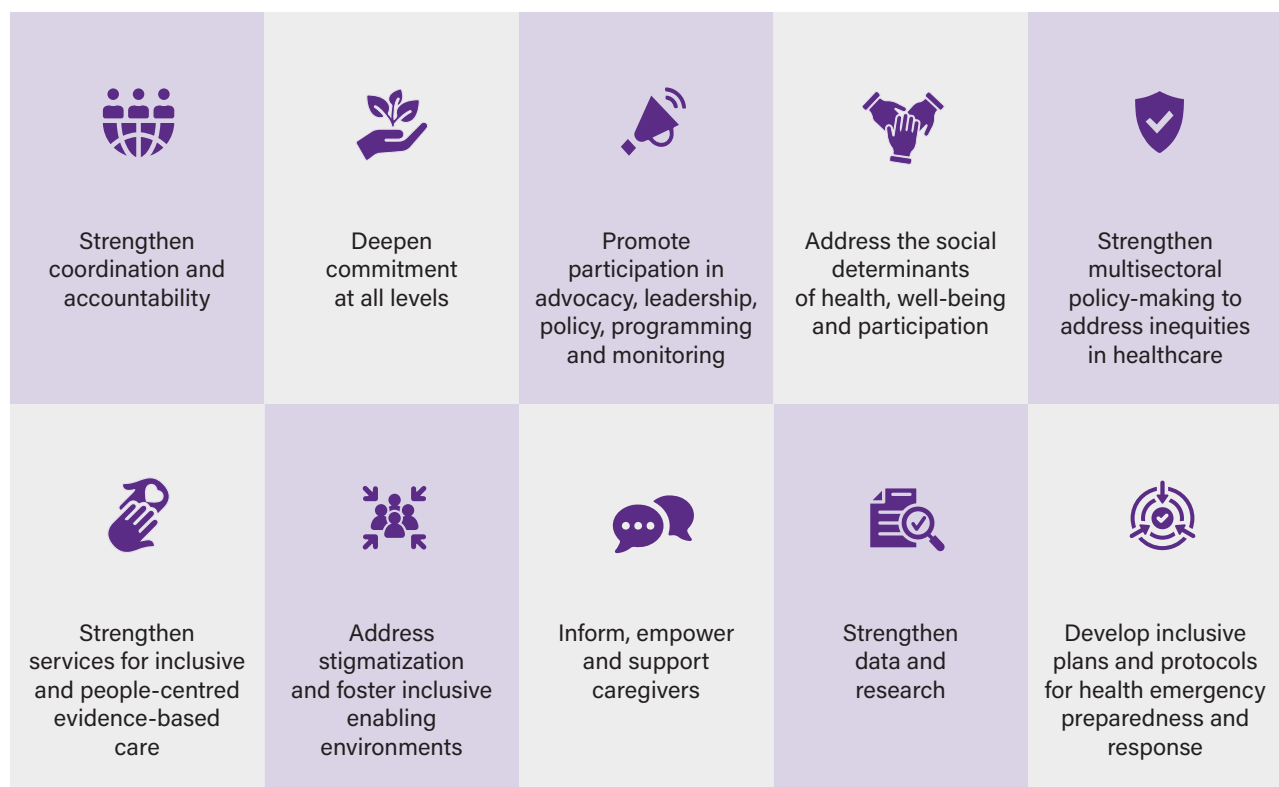 Strengthen
coordination and
accountability
Deepen
commitment
at all levels
Promote
participation in
advocacy, leadership,
policy, programming
and monitoring
Address the social
determinants
of health, well-being
and participation
Strengthen
multisectoral
policy-making to
address inequities
in healthcare
Strengthen
services for inclusive
and people-centred
evidence-based
care
Address
stigmatization
and foster inclusive
enabling
environments
Inform, empower
and support
caregivers
Strengthen
data and
research
Develop inclusive
plans and protocols
for health emergency
preparedness and
response